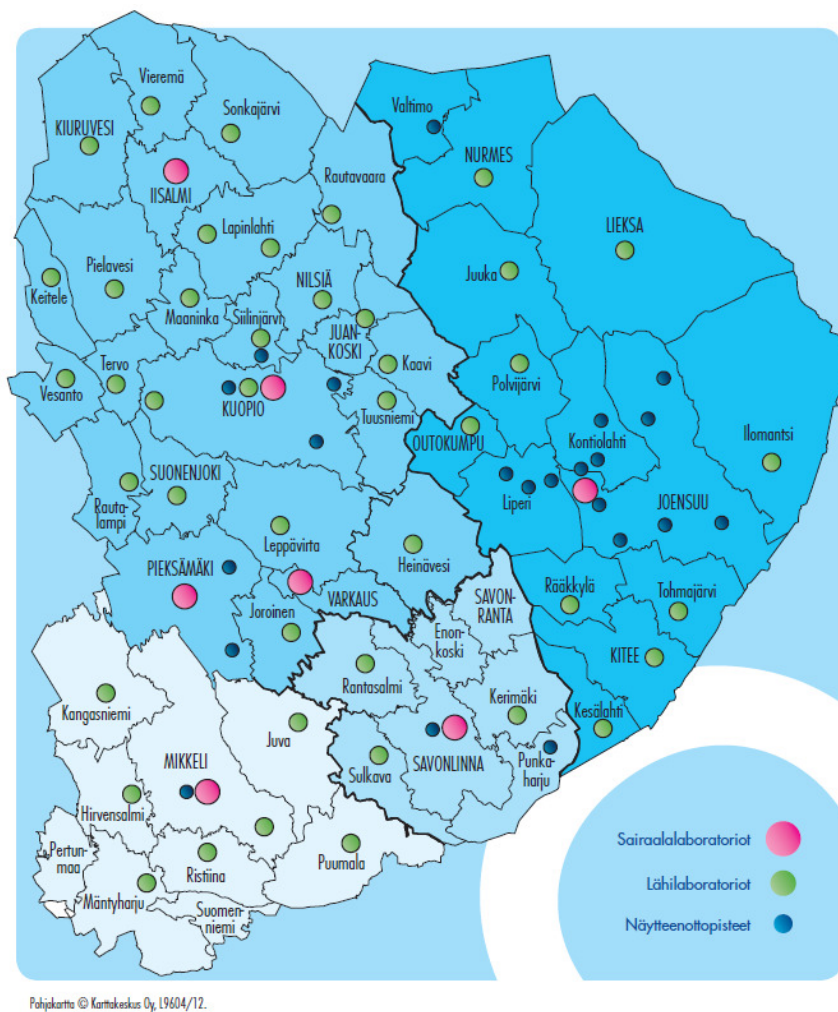 Vieremä
Sonkajärvi
KIURUVESI
Valtimo
NURMES
IISALMI
Rautavaara
LIEKSA
Lapinlahti
Juuka
Pielavesi
Keitele
NILSIÄ
Maaninka
Siilinjärvi
JUAN-
KOSKI
Kaavi
Tervo
Vesanto
Polvijärvi
KUOPIO
Tuusniemi
OUTOKUMPU
Kontiolahti
Ilomantsi
SUONENJOKI
Liperi
JOENSUU
Rauta-
lampi
Leppävirta
Heinävesi
PIEKSÄMÄKI
VARKAUS
SAVON-
RANTA
Rääkkylä
Tohmajärvi
Joroinen
Enon-
koski
KITEE
Rantasalmi
Kerimäki
Kangasniemi
Kesälahti
Juva
MIKKELI
Sulkava
SAVONLINNA
Punka-
harju
Hirvensalmi
Pertun-
maa
Ristiina
Puumala
Mäntyharju
Suomen-
niemi
Sairaalalaboratoriot
Lähilaboratoriot
Näytteenottopisteet
Pohjakartta © Karttakeskus Oy, L9604/12.